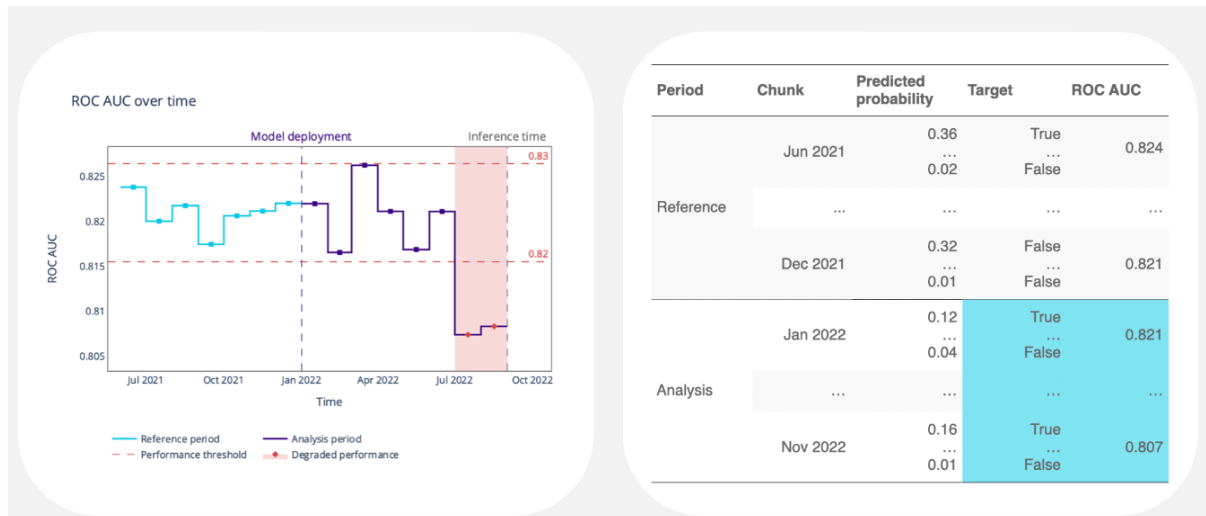 ROC AUC over time
Model deployment
Inference time
0.83
0.82
ROC AUC
0.825
0.82
0.815
0.81
0.805
Jul 2021
Oct 2021
Jan 2022
Apr 2022
Jul 2022
Oct 2022
Time
Reference period
Analysis period
Performance threshold
Degraded performance
Period Chunk Predicted probability Target ROC AUC
0.36 True
Jun 2021 ... ... 0.824
0.02 False
Reference ... ... ... ...
0.32 False
Dec 2021 ... ... 0.821
0.01 False
0.12 True
Jan 2022 ... ... 0.821
0.04 False
Analysis ... ... ... ...
0.16 True
Nov 2022 ... ... 0.807
0.01 False